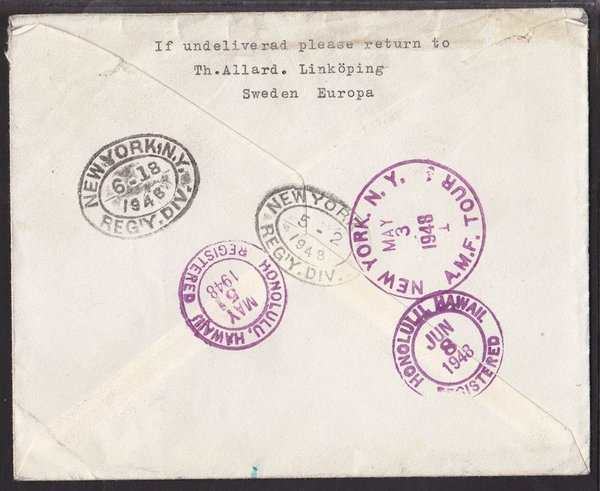 If undeliverad please return to
Th.Allard. Linköping
Sweden Europa
NEW YORK, N.Y.
6-18
1948
REG'Y. DIV.
NEW YORK
5-2
1948
REG'Y. DIV.
NEW YORK, N. Y.
MAY
3
1948
1
A.M.F. TOUR 3
HONOLULU, HAWAII
MAY
5
1948
REGISTERED
HONOLULU, HAWAII
JUN
8
1948
REGISTERED